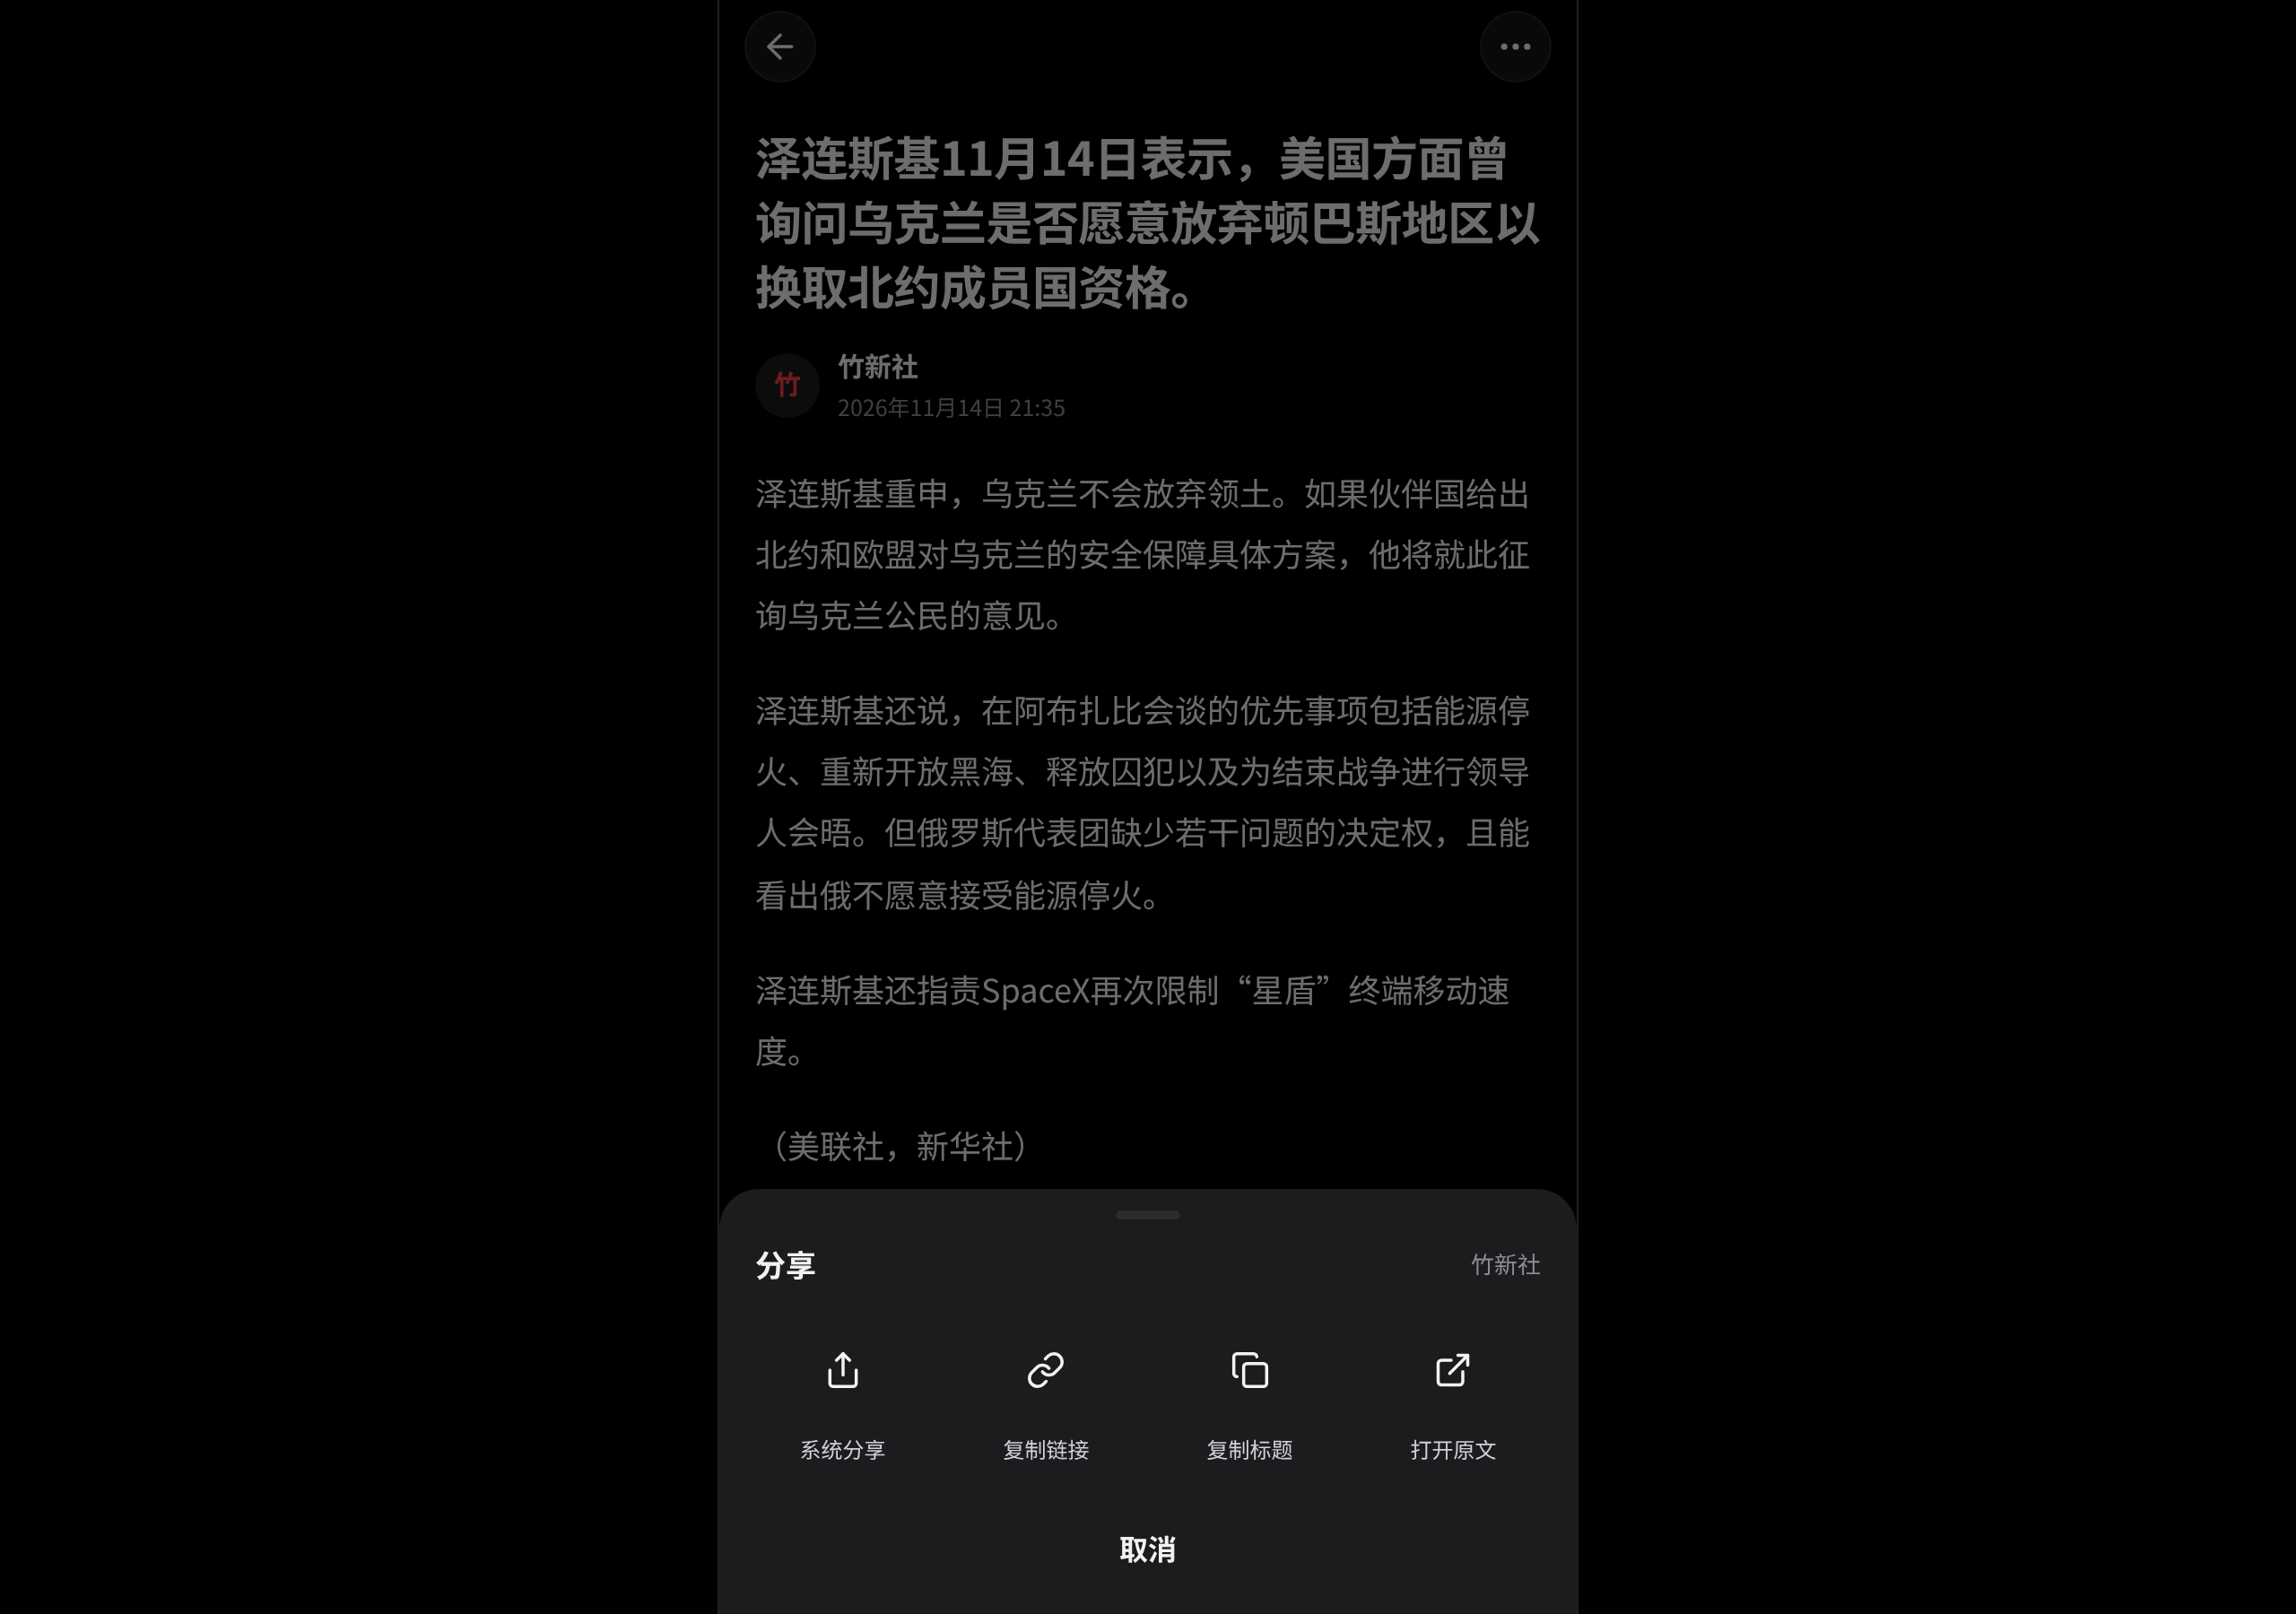 泽连斯基11月14日表示，美国方面曾
询问乌克兰是否愿意放弃顿巴斯地区以
换取北约成员国资格。
竹
竹新社
2026年11月14日 21:35
泽连斯基重申，乌克兰不会放弃领土。如果伙伴国给出
北约和欧盟对乌克兰的安全保障具体方案，他将就此征
询乌克兰公民的意见。
泽连斯基还说，在阿布扎比会谈的优先事项包括能源停
火、重新开放黑海、释放囚犯以及为结束战争进行领导
人会晤。但俄罗斯代表团缺少若干问题的决定权，且能
看出俄不愿意接受能源停火。
泽连斯基还指责SpaceX再次限制“星盾”终端移动速
度。
（美联社，新华社）
分享
竹新社
系统分享
复制链接
复制标题
打开原文
取消